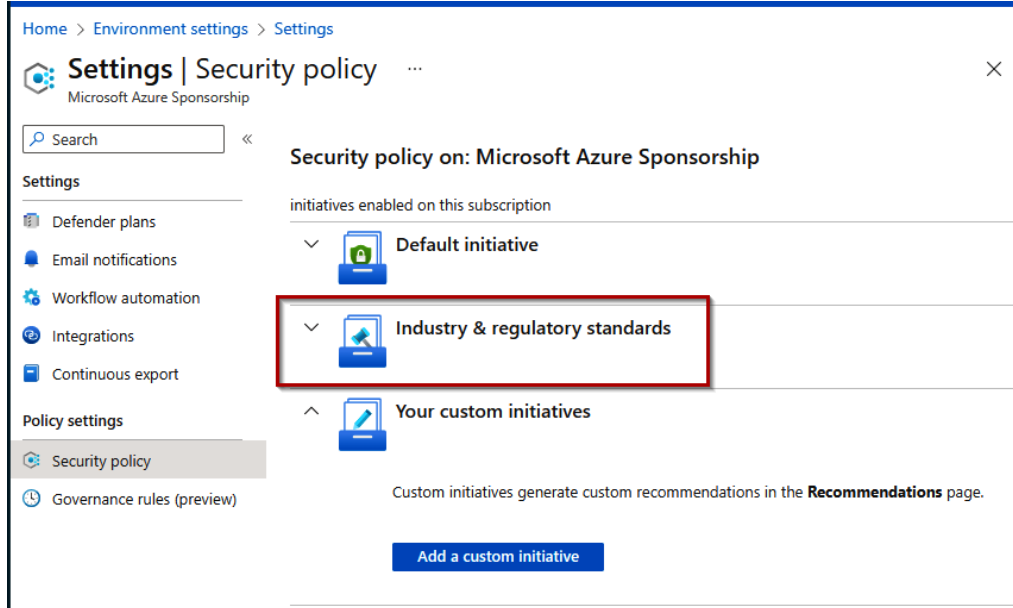 Home > Environment settings > Settings
Settings | Security policy ...
Microsoft Azure Sponsorship
Search «
Settings
Defender plans
Email notifications
Workflow automation
Integrations
Continuous export
Policy settings
Security policy
Governance rules (preview)
Security policy on: Microsoft Azure Sponsorship
initiatives enabled on this subscription
Default initiative
Industry & regulatory standards
Your custom initiatives
Custom initiatives generate custom recommendations in the Recommendations page.
Add a custom initiative